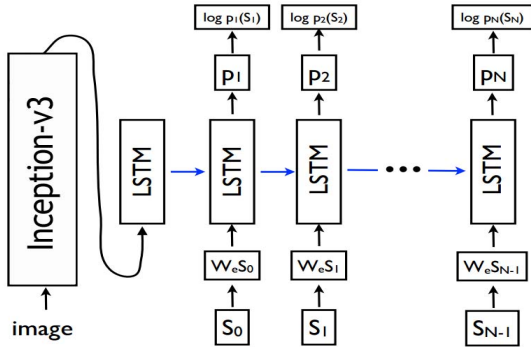 log p₁(S₁) log p₂(S₂) log pN(SN)
p₁ p₂ pN
Inception-v3
LSTM LSTM LSTM LSTM
WₑS₀ WₑS₁ WₑSN-1
image S₀ S₁ SN-1